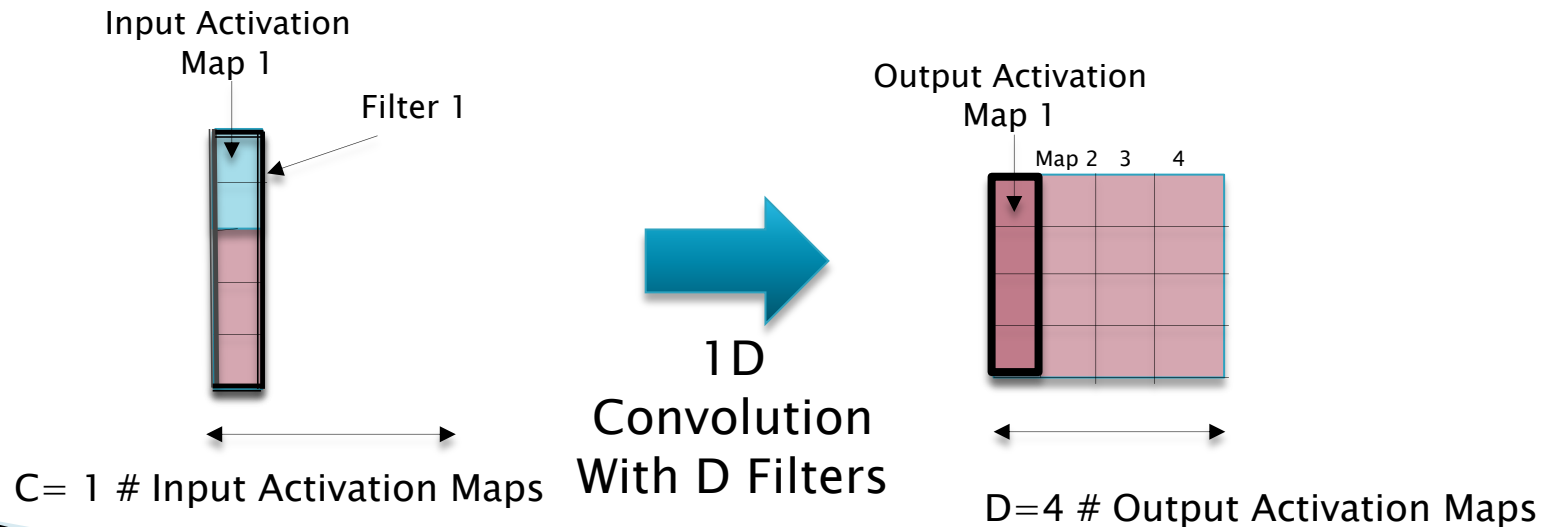 Input Activation
Map 1
Filter 1
Output Activation
Map 1
Map 2 3 4
1D
Convolution
With D Filters
C= 1 # Input Activation Maps
D=4 # Output Activation Maps